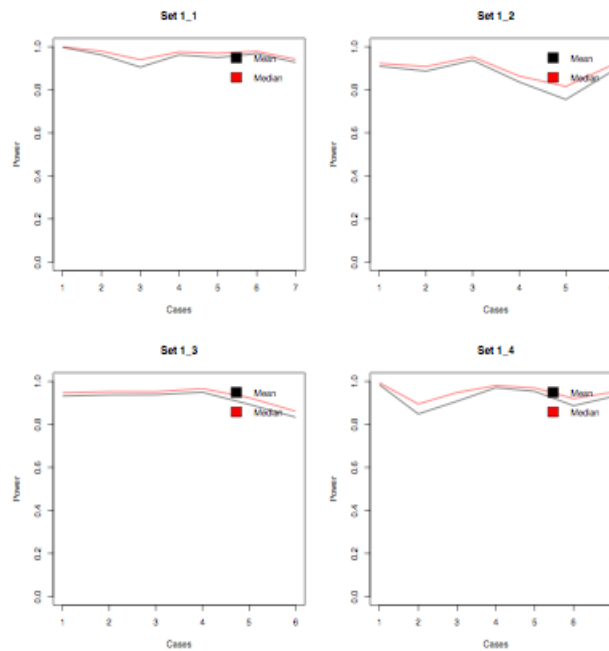 Set 1_1
Power
0.0 0.2 0.4 0.6 0.8 1.0
Mean
Median
1 2 3 4 5 6 7
Cases
Set 1_2
Power
0.0 0.2 0.4 0.6 0.8 1.0
Mean
Median
1 2 3 4 5
Cases
Set 1_3
Power
0.0 0.2 0.4 0.6 0.8 1.0
Mean
Median
1 2 3 4 5 6
Cases
Set 1_4
Power
0.0 0.2 0.4 0.6 0.8 1.0
Mean
Median
1 2 3 4 5 6
Cases